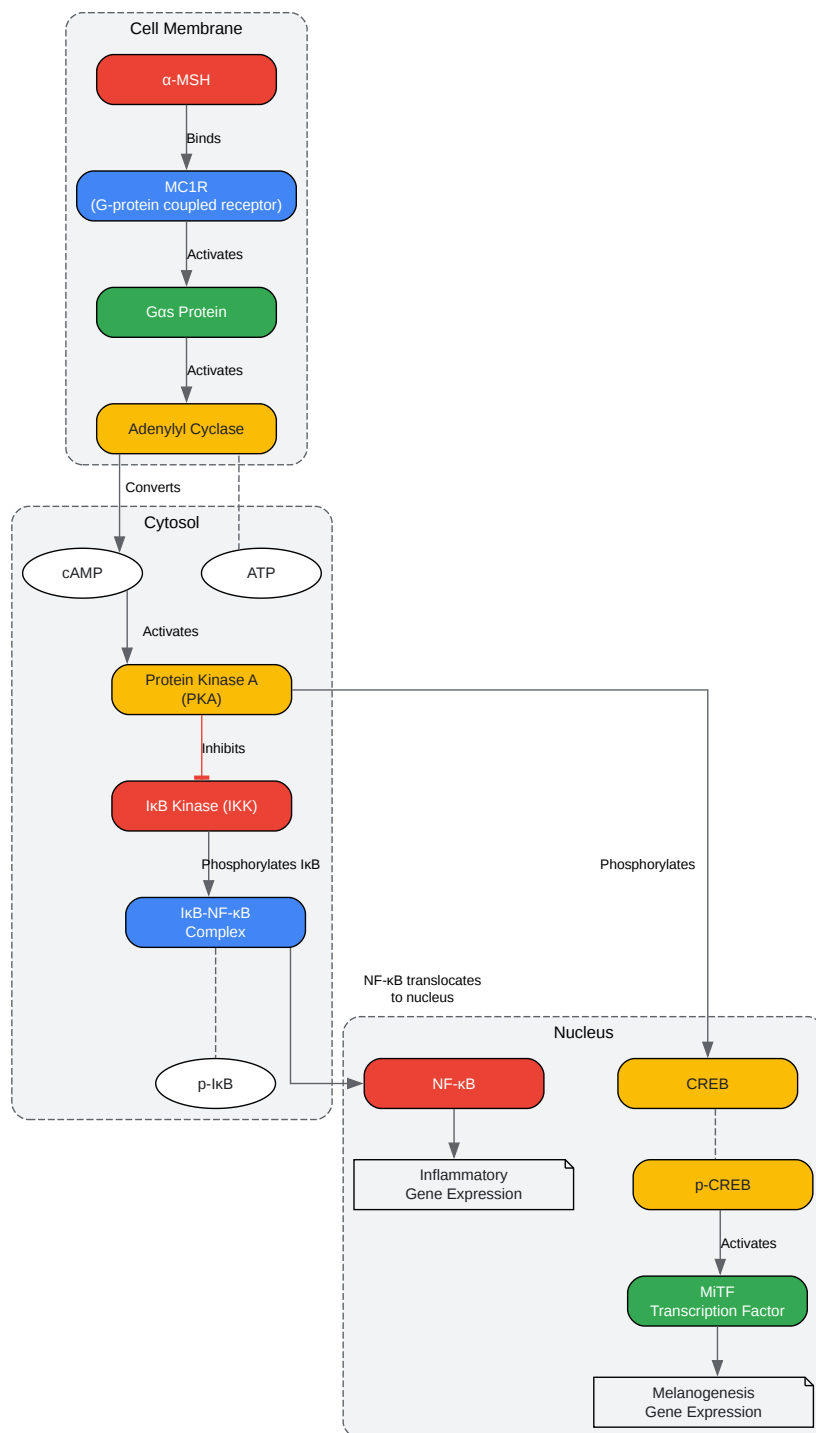 Cell Membrane
α-MSH
Binds
MC1R
(G-protein coupled receptor)
Activates
Gαs Protein
Activates
Adenylyl Cyclase
Converts
Cytosol
cAMP
ATP
Activates
Protein Kinase A
(PKA)
Inhibits
IκB Kinase (IKK)
Phosphorylates IκB
Phosphorylates
IκB-NF-κB
Complex
NF-κB translocates
to nucleus
Nucleus
p-IκB
NF-κB
CREB
Inflammatory
Gene Expression
p-CREB
Activates
MiTF
Transcription Factor
Melanogenesis
Gene Expression